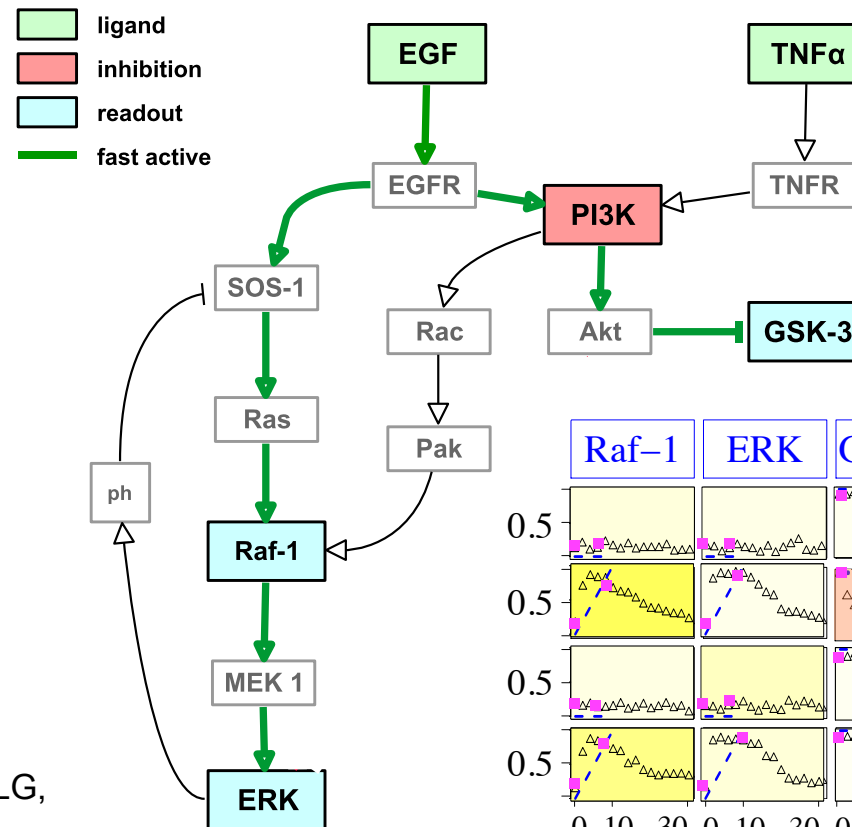 ligand
inhibition
readout
fast active
EGF
TNFα
EGFR
TNFR
PI3K
SOS-1
Rac
Akt
GSK-3
Ras
Pak
ph
Raf-1
MEK 1
ERK
LG,
Raf−1
ERK
0.5
0.5
0.5
0.5
0 10 30 0 10 30 0